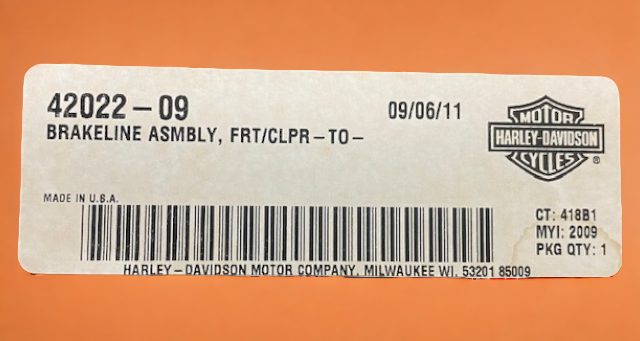 42022-09
09/06/11
BRAKELINE ASMBLY, FRT/CLPR-TO-
MOTOR
HARLEY-DAVIDSON
CYCLES
®
MADE IN U.S.A.
CT: 418B1
MYI: 2009
PKG QTY: 1
HARLEY-DAVIDSON MOTOR COMPANY. MILWAUKEE WI. 53201 85009